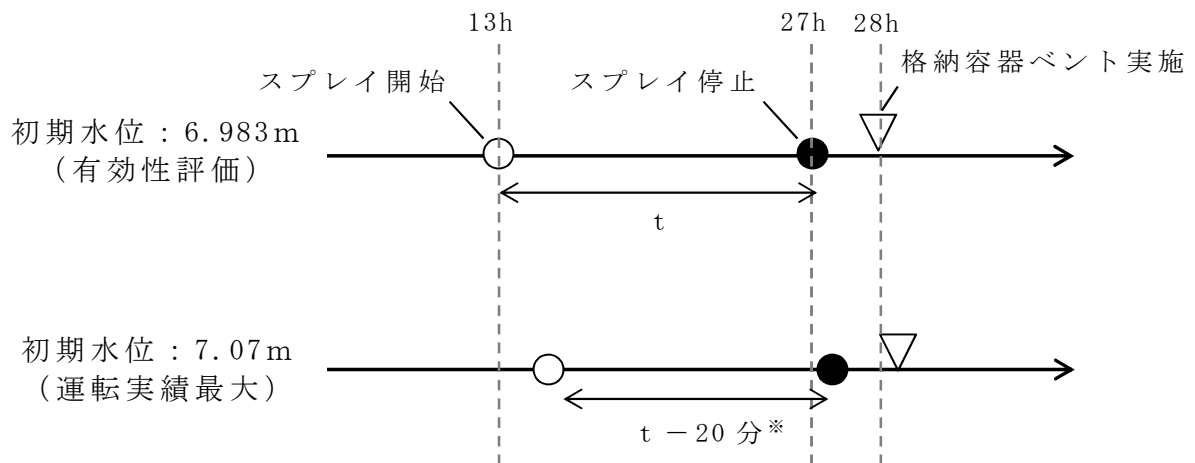 13h
27h
28h
スプレイ開始
スプレイ停止
格納容器ベント実施
初期水位：6.983m
（有効性評価）
t
初期水位：7.07m
（運転実績最大）
t －20 分※